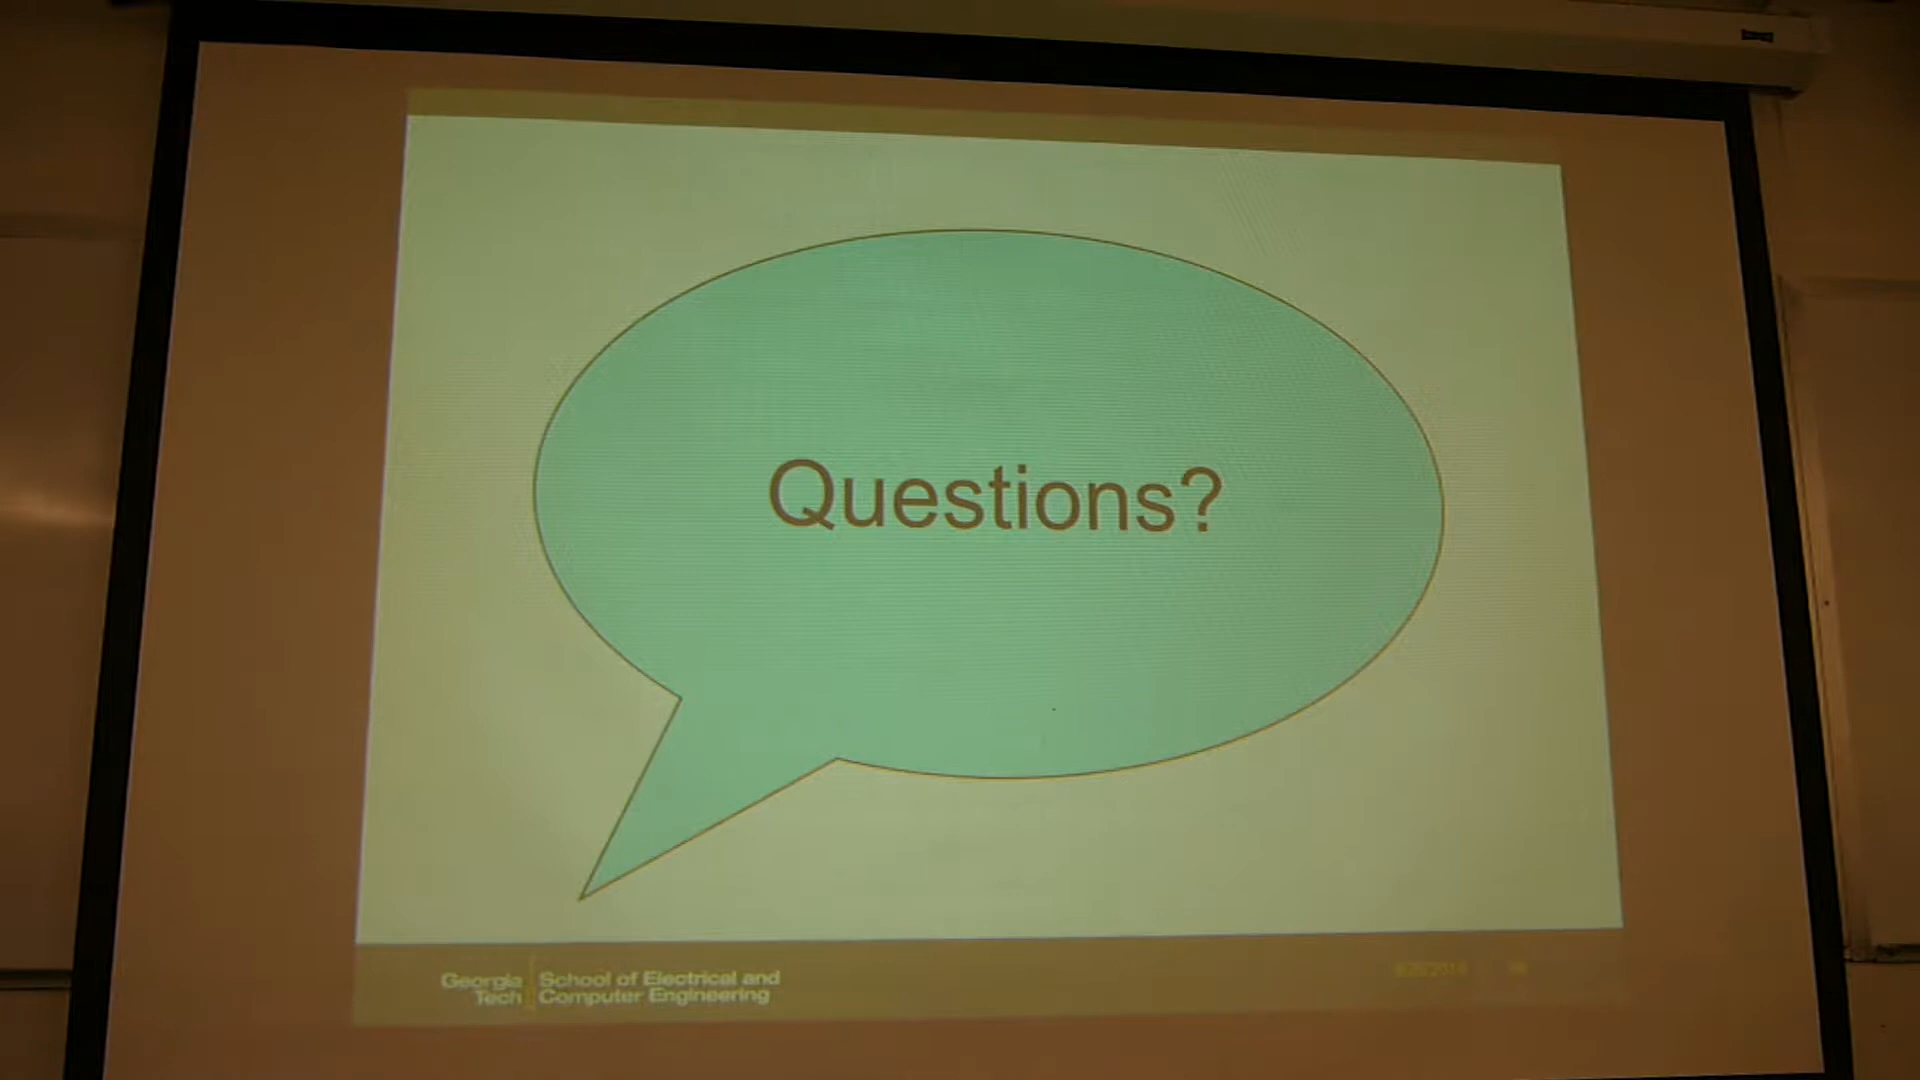 Questions?
Georgia
Tech
School of Electrical and
Computer Engineering